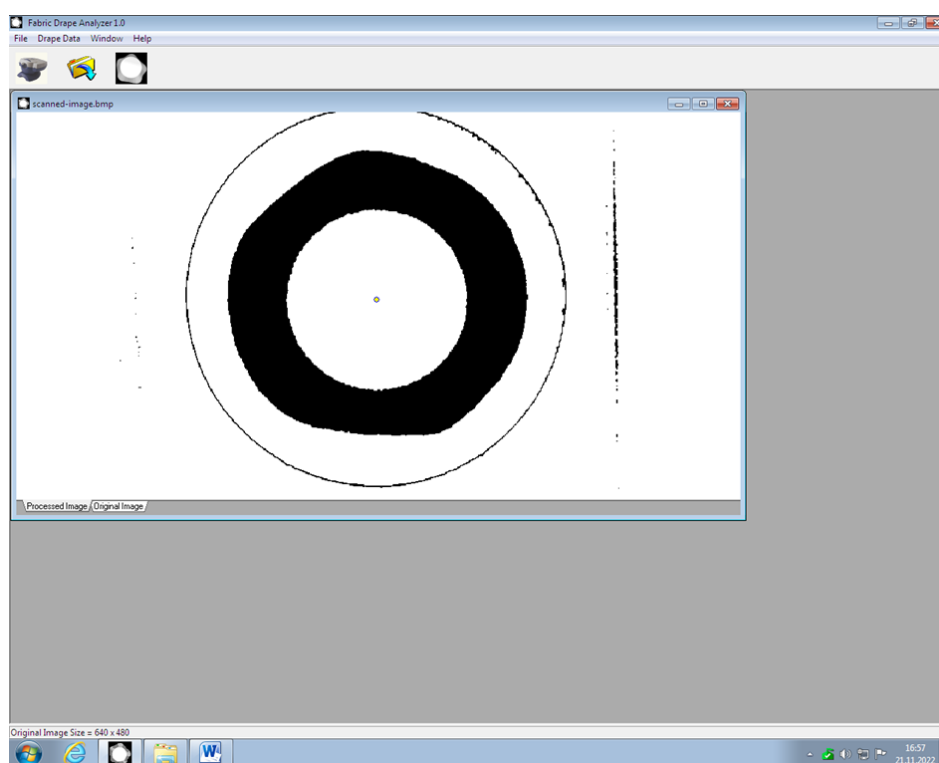 Fabric Drape Analyzer 1.0
File Drape Data Window Help
scanned-image.bmp
Processed Image Original Image
Original Image Size = 640 x 480
W
16:57
21.11.2022